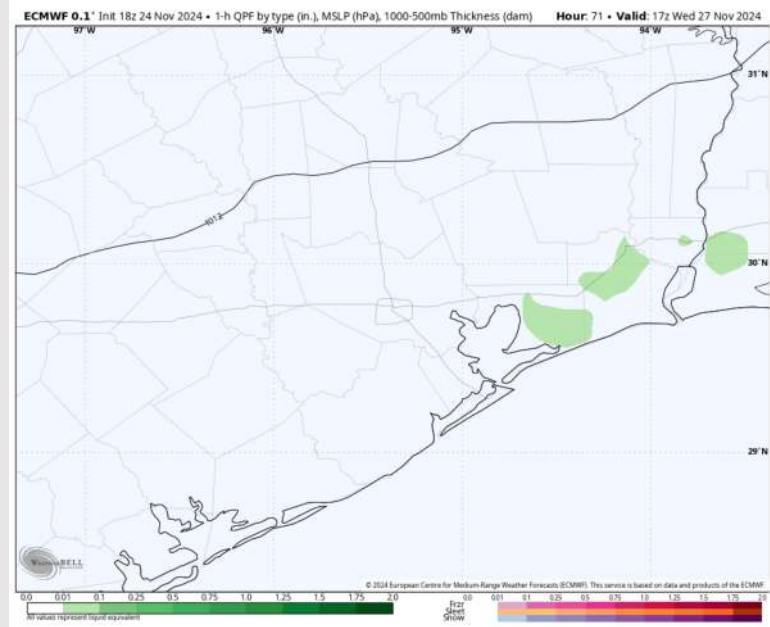 ECMWF 0.1° Init 18z 24 Nov 2024 • 1-h QPF by type (in.), MSLP (hPa), 1000-500mb Thickness (dam) Hour: 71 • Valid: 17z Wed 27 Nov 2024
97°W 96°W 95°W 94°W
31°N
1012
30°N
29°N
WEATHERBELL
© 2024 European Centre for Medium-Range Weather Forecasts (ECMWF). This service is based on data and products of the ECMWF.
0.0 0.01 0.1 0.25 0.5 0.75 1.0 1.25 1.5 1.75 2.0
0.0 0.01 0.1 0.25 0.5 0.75 1.0 1.25 1.5 1.75 2.0
All values represent liquid equivalent
Frzr
Sleet
Snow